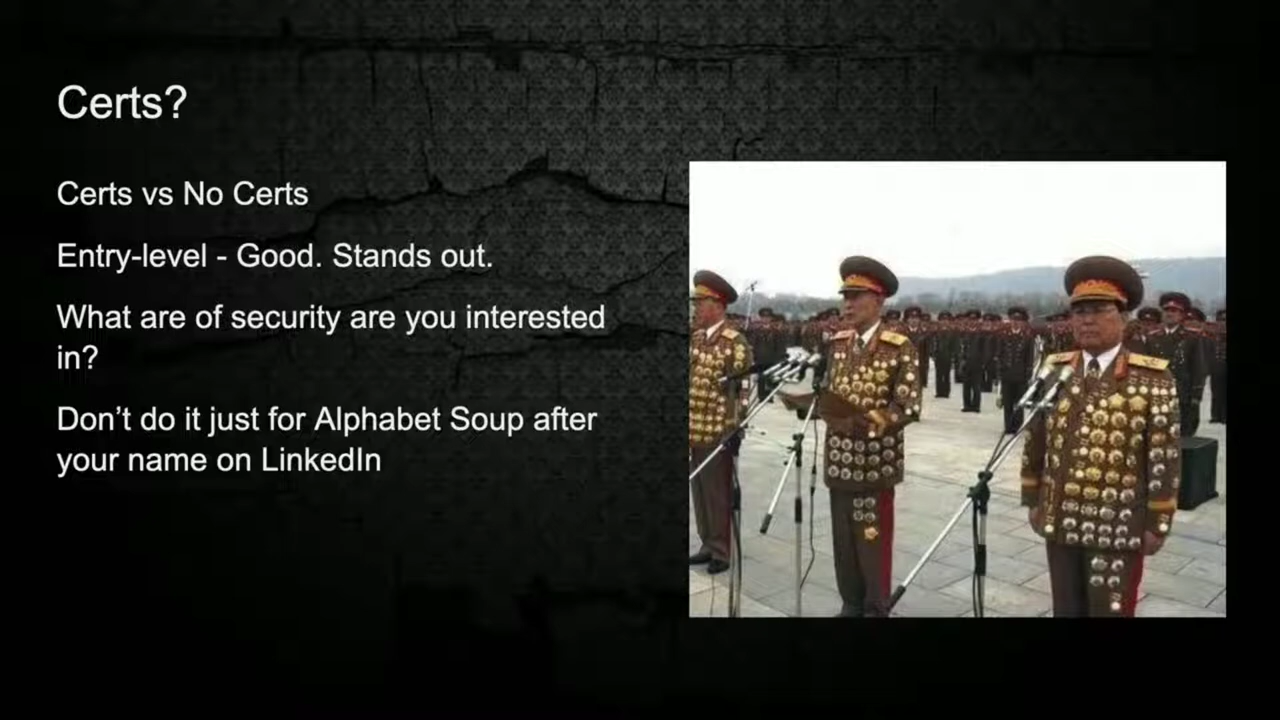 Certs?
Certs vs No Certs
Entry-level - Good. Stands out.
What are of security are you interested
in?
Don’t do it just for Alphabet Soup after
your name on LinkedIn